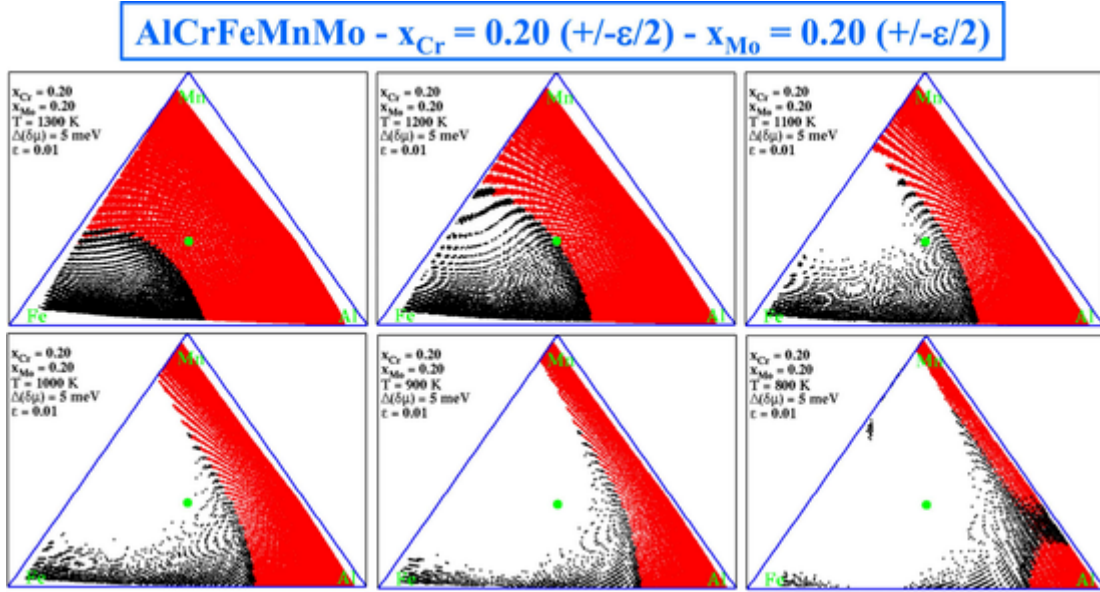 AlCrFeMnMo - xCr = 0.20 (+/-ε/2) - xMo = 0.20 (+/-ε/2)
xCr = 0.20
xMo = 0.20
T = 1300 K
Δ(δμ) = 5 meV
ε = 0.01
Mn
Fe
Al
xCr = 0.20
xMo = 0.20
T = 1200 K
Δ(δμ) = 5 meV
ε = 0.01
Mn
Fe
Al
xCr = 0.20
xMo = 0.20
T = 1100 K
Δ(δμ) = 5 meV
ε = 0.01
Mn
Fe
Al
xCr = 0.20
xMo = 0.20
T = 1000 K
Δ(δμ) = 5 meV
ε = 0.01
Mn
Fe
Al
xCr = 0.20
xMo = 0.20
T = 900 K
Δ(δμ) = 5 meV
ε = 0.01
Mn
Fe
Al
xCr = 0.20
xMo = 0.20
T = 800 K
Δ(δμ) = 5 meV
ε = 0.01
Mn
Fe
Al